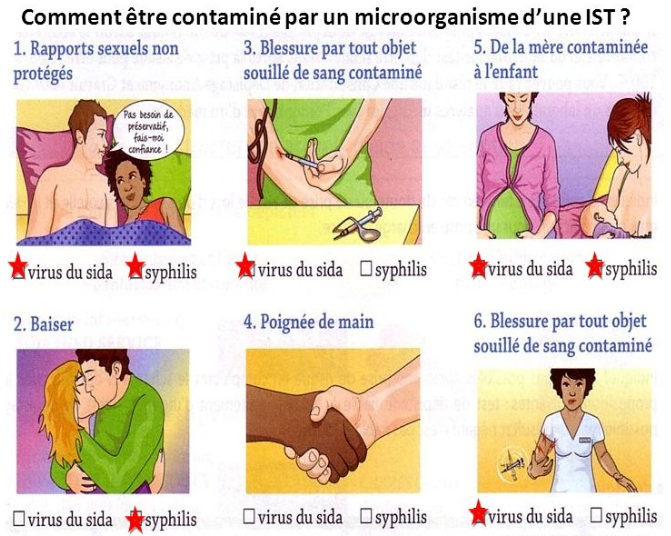 Comment être contaminé par un microorganisme d'une IST ?
1. Rapports sexuels non
protégés
Pas besoin de
préservatif,
fais-moi
confiance !
virus du sida syphilis
2. Baiser
virus du sida syphilis
3. Blessure par tout objet
souillé de sang contaminé
virus du sida syphilis
4. Poignée de main
virus du sida syphilis
5. De la mère contaminée
à l'enfant
virus du sida syphilis
6. Blessure par tout objet
souillé de sang contaminé
virus du sida syphilis